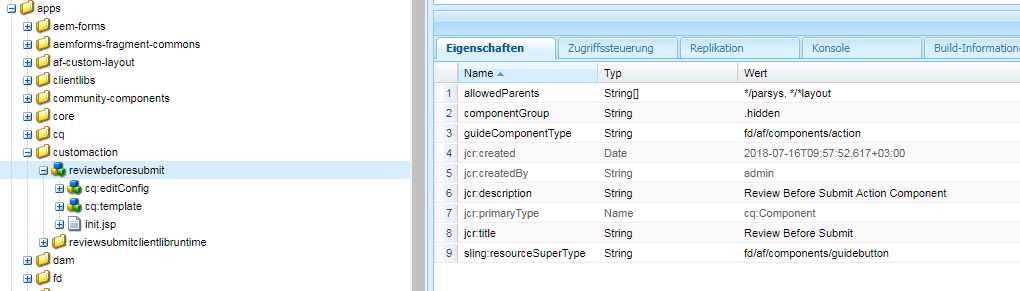 apps
aem-forms
aemforms-fragment-commons
af-custom-layout
clientlibs
community-components
core
cq
customaction
reviewbeforesubmit
cq:editConfig
cq:template
init.jsp
reviewsubmitclientlibruntime
dam
fd
Eigenschaften Zugriffssteuerung Replikation Konsole Build-Informatione
Name Typ Wert
1 allowedParents String[] */parsys, */*layout
2 componentGroup String .hidden
3 guideComponentType String fd/af/components/action
4 jcr:created Date 2018-07-16T09:57:52.617+03:00
5 jcr:createdBy String admin
6 jcr:description String Review Before Submit Action Component
7 jcr:primaryType Name cq:Component
8 jcr:title String Review Before Submit
9 sling:resourceSuperType String fd/af/components/guidebutton